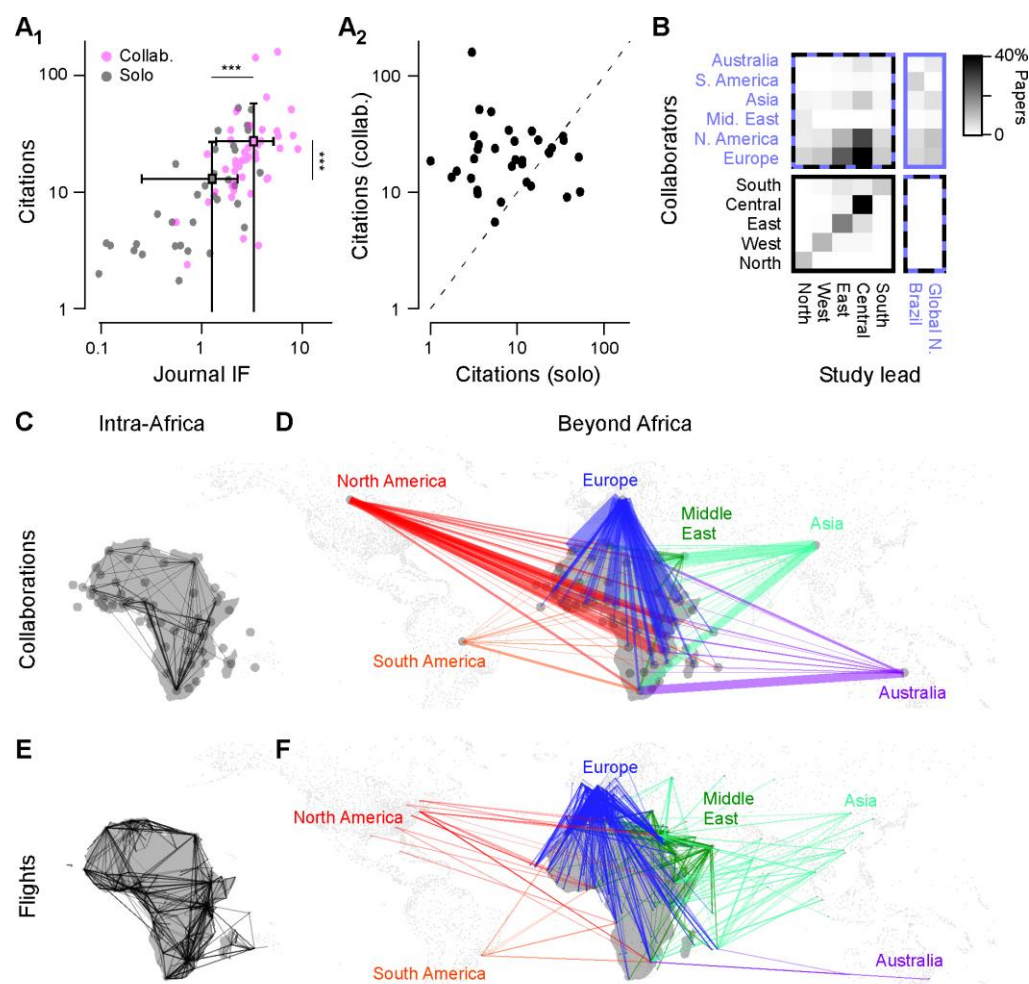 A1
Collab.
Solo
***
***
Citations
100
10
1
0.1
1
10
Journal IF
A2
Citations (collab.)
100
10
1
1
10
100
Citations (solo)
B
Collaborators
Australia
S. America
Asia
Mid. East
N. America
Europe
South
Central
East
West
North
North
West
East
Central
South
Brazil
Global N.
Study lead
40%
0
Papers
C
Intra-Africa
D
Beyond Africa
Collaborations
North America
Europe
Middle
East
Asia
South America
Australia
E
F
Flights
Europe
Middle
East
North America
Asia
South America
Australia